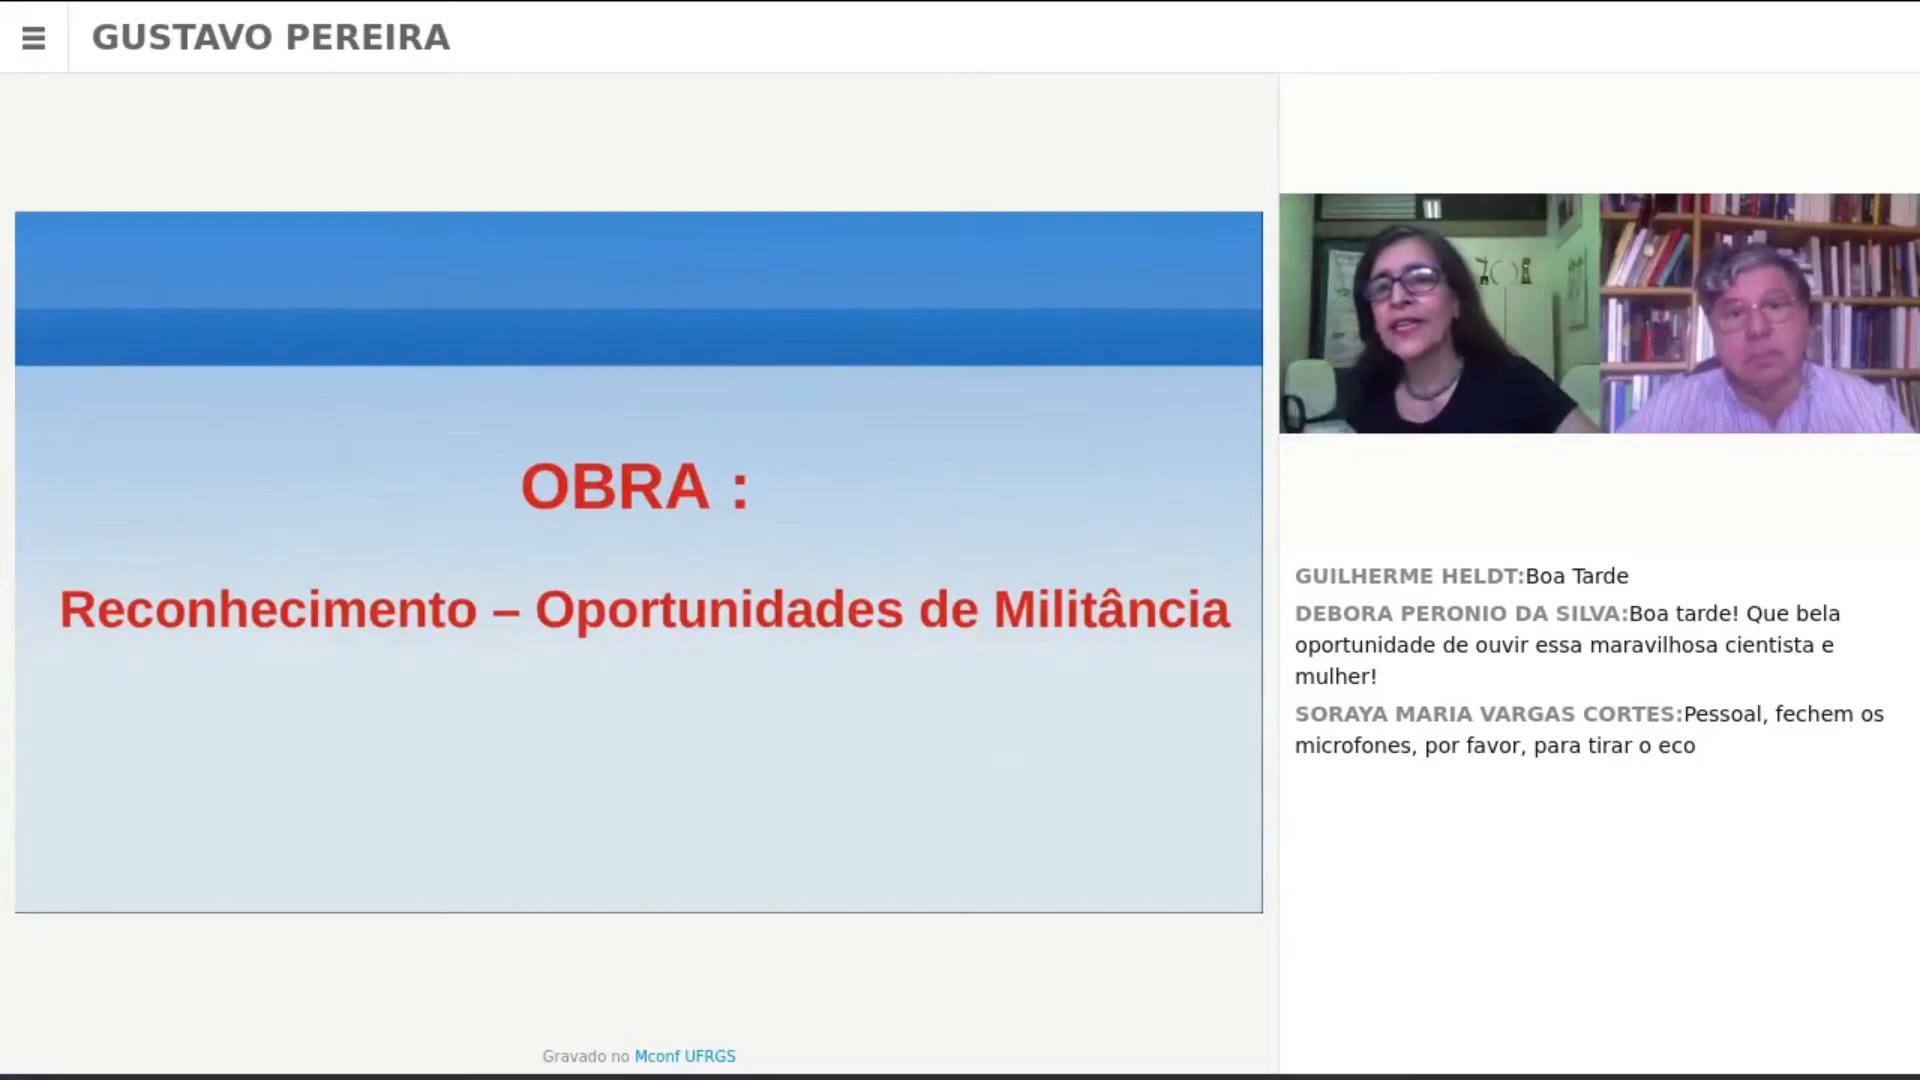 GUSTAVO PEREIRA
OBRA :
Reconhecimento – Oportunidades de Militância
GUILHERME HELDT:Boa Tarde
DEBORA PERONIO DA SILVA:Boa tarde! Que bela
oportunidade de ouvir essa maravilhosa cientista e
mulher!
SORAYA MARIA VARGAS CORTES:Pessoal, fechem os
microfones, por favor, para tirar o eco
Gravado no Mconf UFRGS